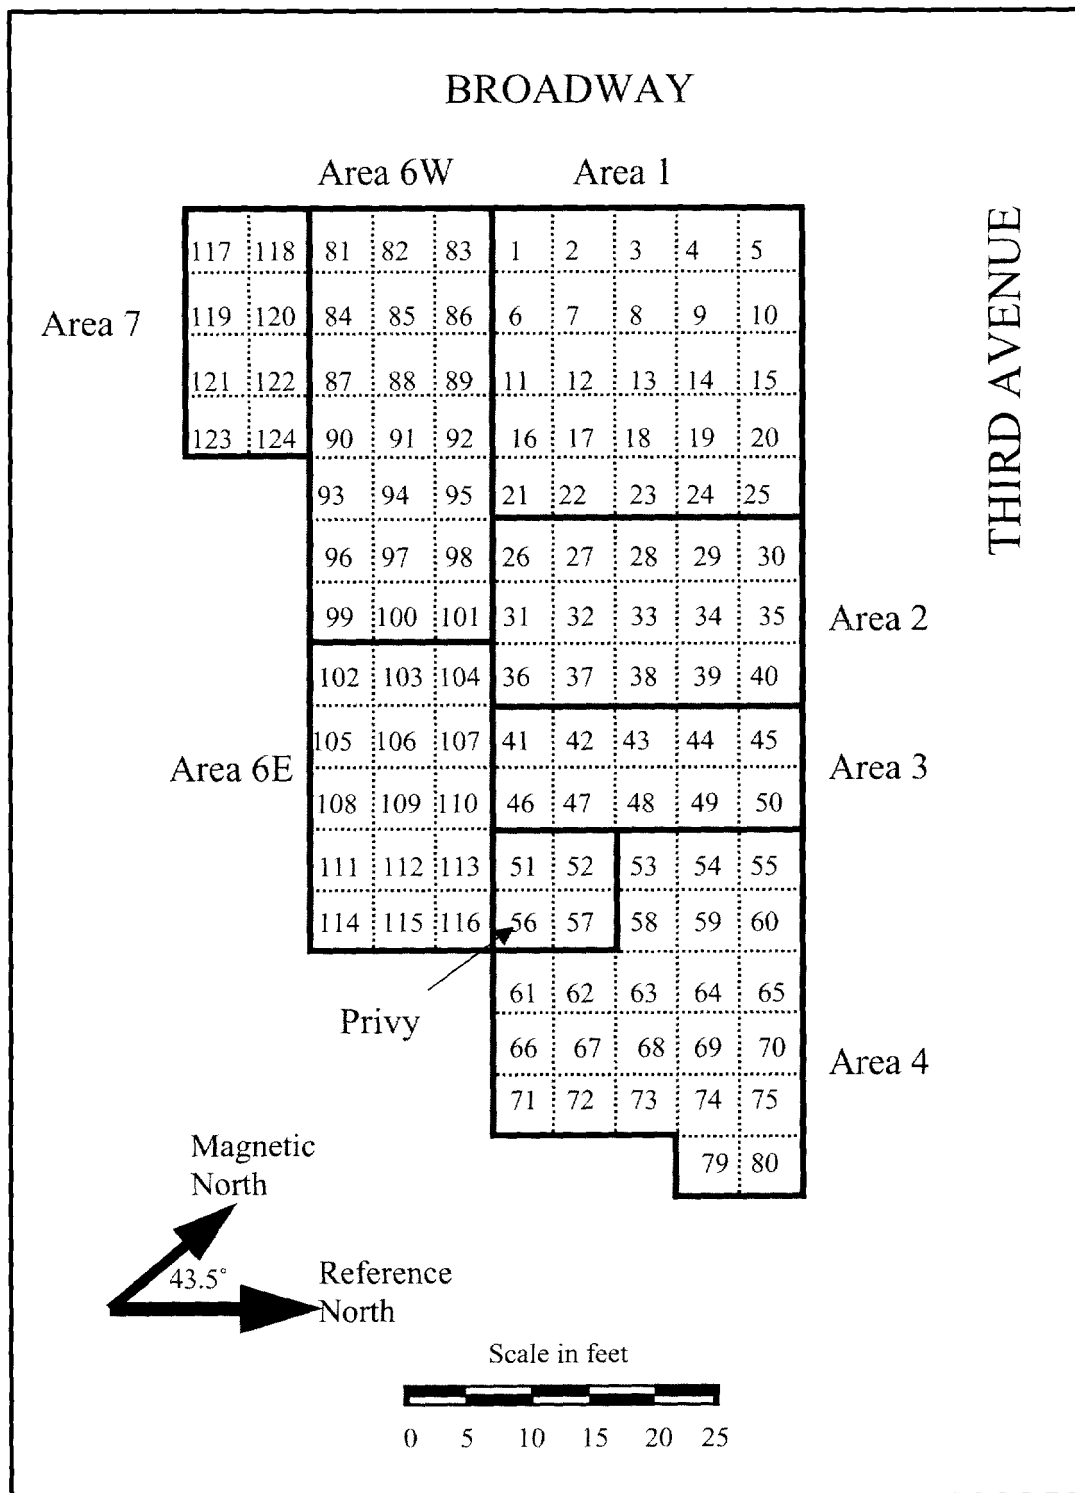 BROADWAY
Area 6W Area 1
THIRD AVENUE
117 118 81 82 83 1 2 3 4 5
Area 7
119 120 84 85 86 6 7 8 9 10
121 122 87 88 89 11 12 13 14 15
123 124 90 91 92 16 17 18 19 20
93 94 95 21 22 23 24 25
96 97 98 26 27 28 29 30
99 100 101 31 32 33 34 35
Area 2
102 103 104 36 37 38 39 40
105 106 107 41 42 43 44 45
Area 6E
Area 3
108 109 110 46 47 48 49 50
111 112 113 51 52 53 54 55
114 115 116 56 57 58 59 60
61 62 63 64 65
Privy
66 67 68 69 70
Area 4
71 72 73 74 75
79 80
Magnetic
North
43.5°
Reference
North
Scale in feet
0 5 10 15 20 25